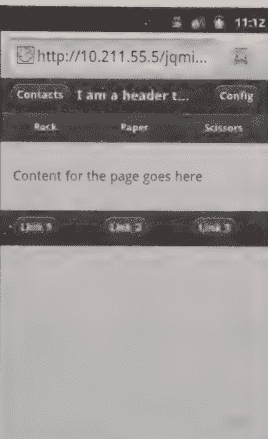 11:12
http://10.211.55.5/jqmi...
Contacts I am a header t... Config
Rock Paper Scissors
Content for the page goes here
Link 1 Link 2 Link 3